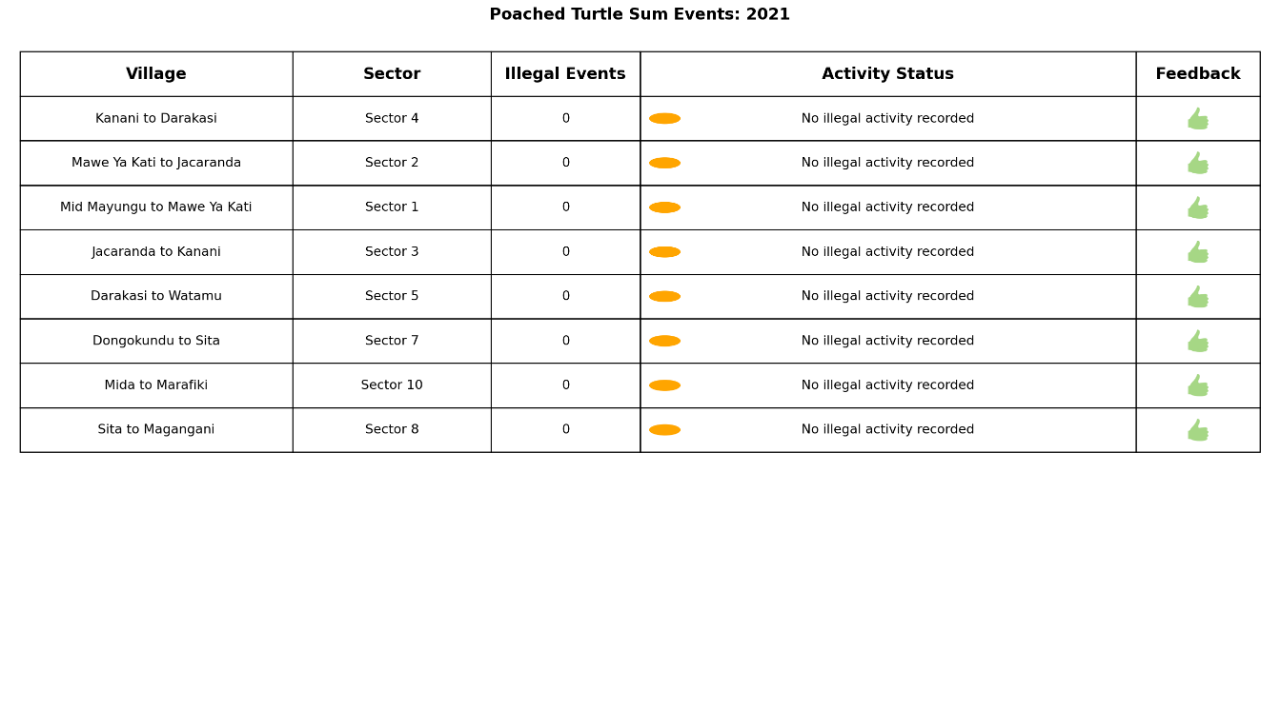 Poached Turtle Sum Events: 2021
Village Sector Illegal Events Activity Status Feedback
Kanani to Darakasi Sector 4 0 No illegal activity recorded
Mawe Ya Kati to Jacaranda Sector 2 0 No illegal activity recorded
Mid Mayungu to Mawe Ya Kati Sector 1 0 No illegal activity recorded
Jacaranda to Kanani Sector 3 0 No illegal activity recorded
Darakasi to Watamu Sector 5 0 No illegal activity recorded
Dongokundu to Sita Sector 7 0 No illegal activity recorded
Mida to Marafiki Sector 10 0 No illegal activity recorded
Sita to Magangani Sector 8 0 No illegal activity recorded